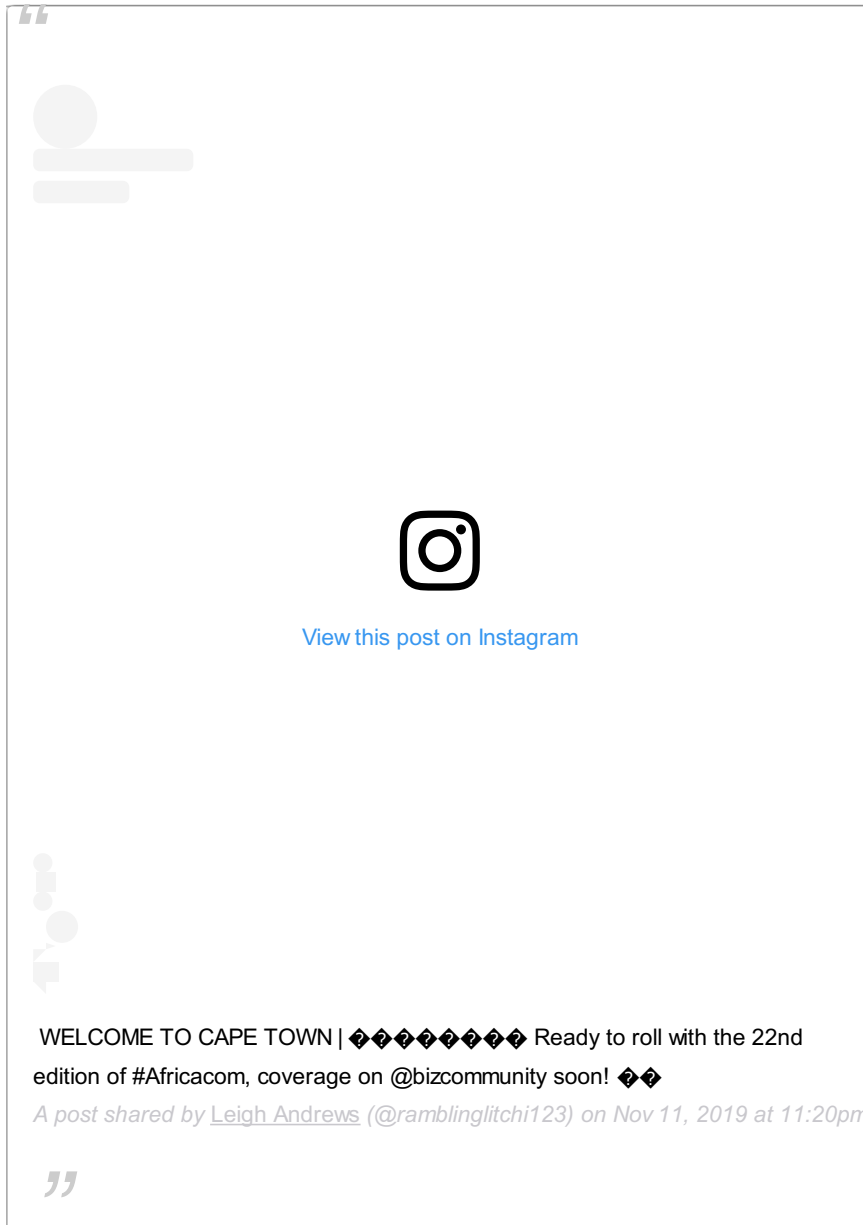 “
View this post on Instagram
WELCOME TO CAPE TOWN | ��������� Ready to roll with the 22nd
edition of #Africacom, coverage on @bizcommunity soon! ��
A post shared by Leigh Andrews (@ramblinglitchi123) on Nov 11, 2019 at 11:20pm
”